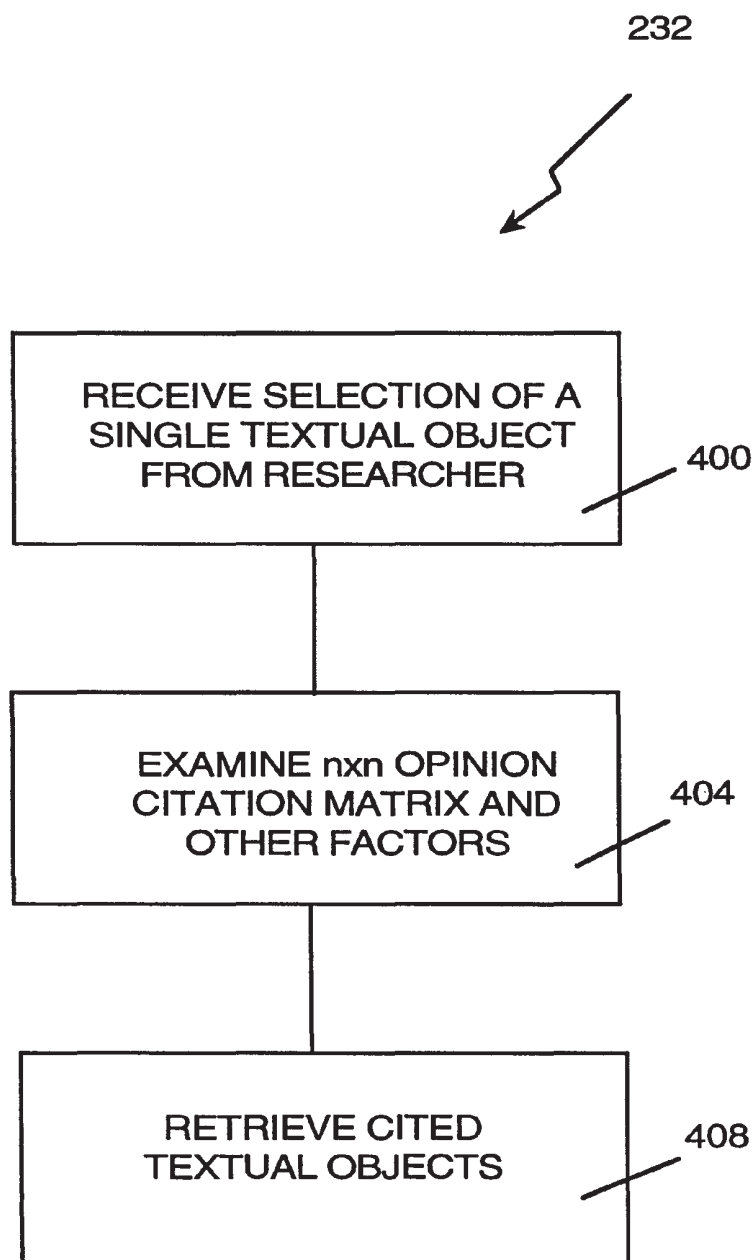 232
RECEIVE SELECTION OF A
SINGLE TEXTUAL OBJECT
FROM RESEARCHER
400
EXAMINE nxn OPINION
CITATION MATRIX AND
OTHER FACTORS
404
RETRIEVE CITED
TEXTUAL OBJECTS
408